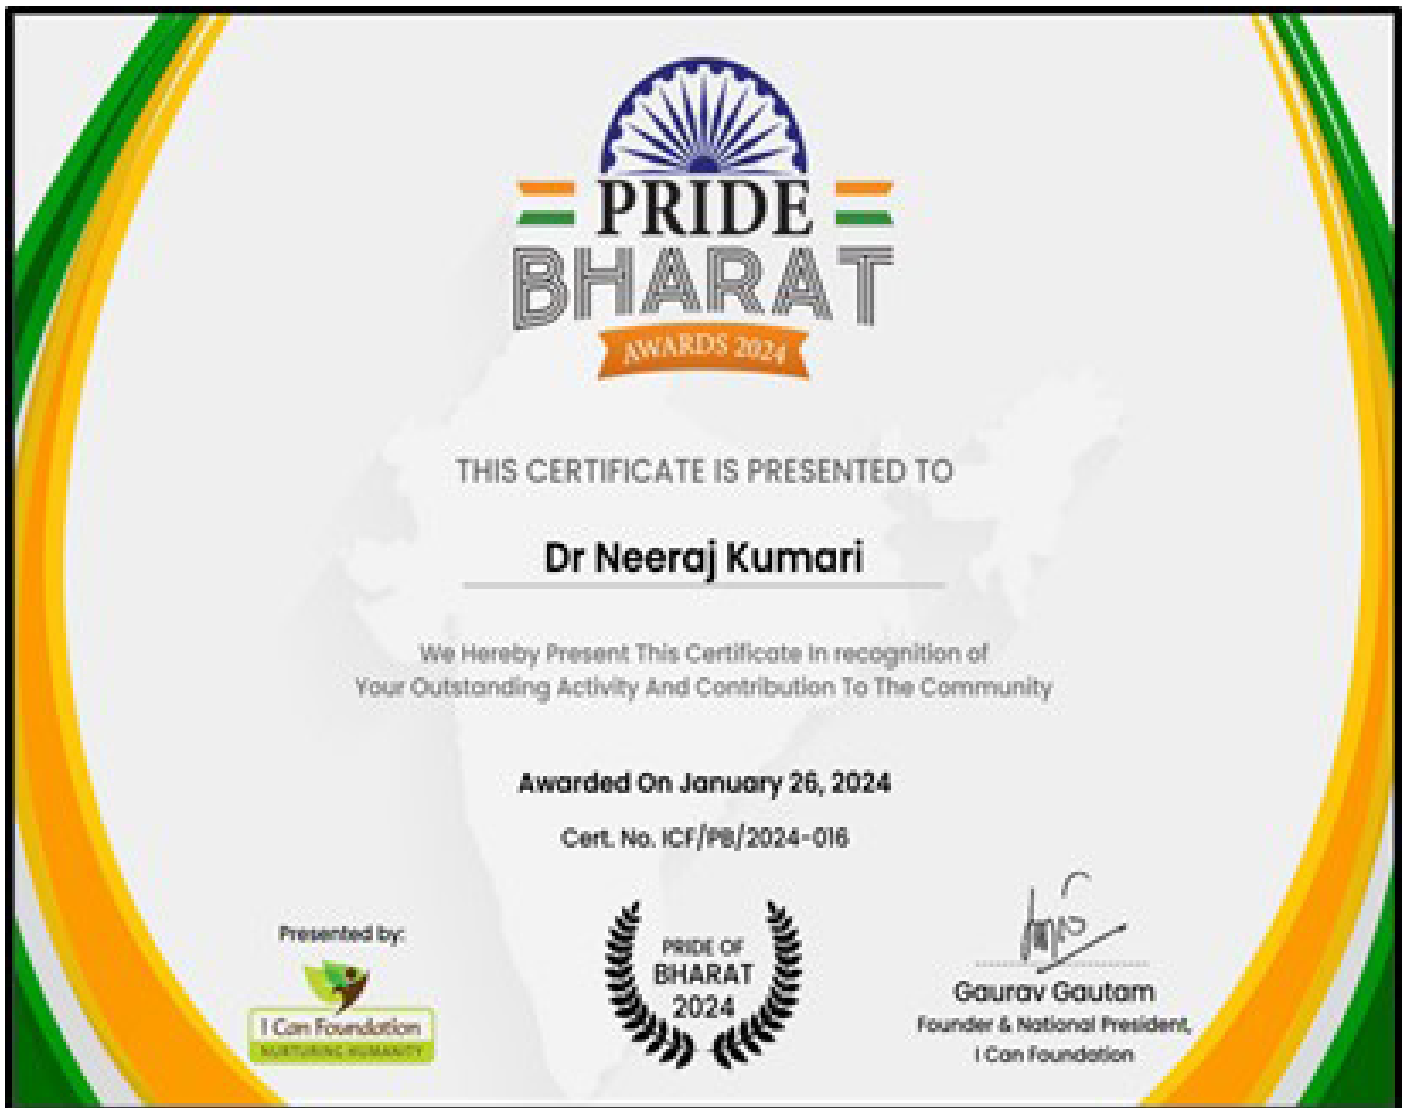 PRIDE
BHARAT
AWARDS 2024
THIS CERTIFICATE IS PRESENTED TO
Dr Neeraj Kumari
We Hereby Present This Certificate In recognition of
Your Outstanding Activity And Contribution To The Community
Awarded On January 26, 2024
Cert. No. ICF/PB/2024-016
Presented by:
I Can Foundation
NURTURING HUMANITY
PRIDE OF
BHARAT
2024
Gaurav Gautam
Founder & National President,
I Can Foundation